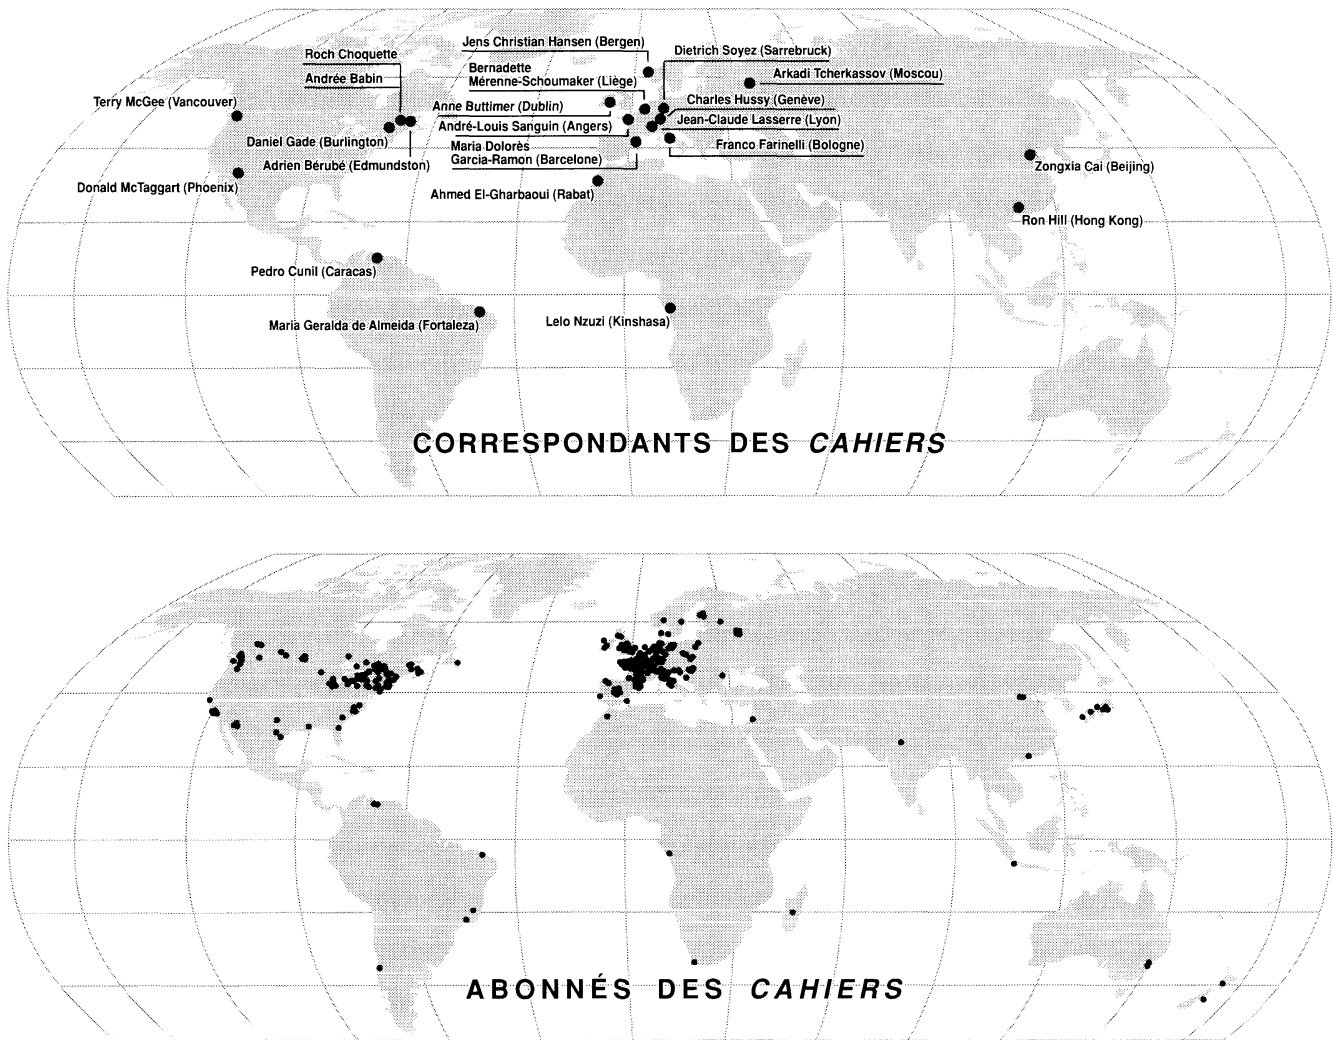 Jens Christian Hansen (Bergen)
Dietrich Soyez (Sarrebruck)
Roch Choquette
Bernadette
Mérenne-Schoumaker (Liège)
Arkadi Tcherkassov (Moscou)
Andrée Babin
Terry McGee (Vancouver)
Anne Buttimer (Dublin)
Charles Hussy (Genève)
Jean-Claude Lasserre (Lyon)
André-Louis Sanguin (Angers)
Daniel Gade (Burlington)
Maria Dolorès
Garcia-Ramon (Barcelone)
Franco Farinelli (Bologne)
Adrien Bérubé (Edmundston)
Zongxia Cai (Beijing)
Donald McTaggart (Phoenix)
Ahmed El-Gharbaoui (Rabat)
Ron Hill (Hong Kong)
Pedro Cunil (Caracas)
Maria Geralda de Almeida (Fortaleza)
Lelo Nzuzi (Kinshasa)
CORRESPONDANTS DES CAHIERS
ABONNÉS DES CAHIERS